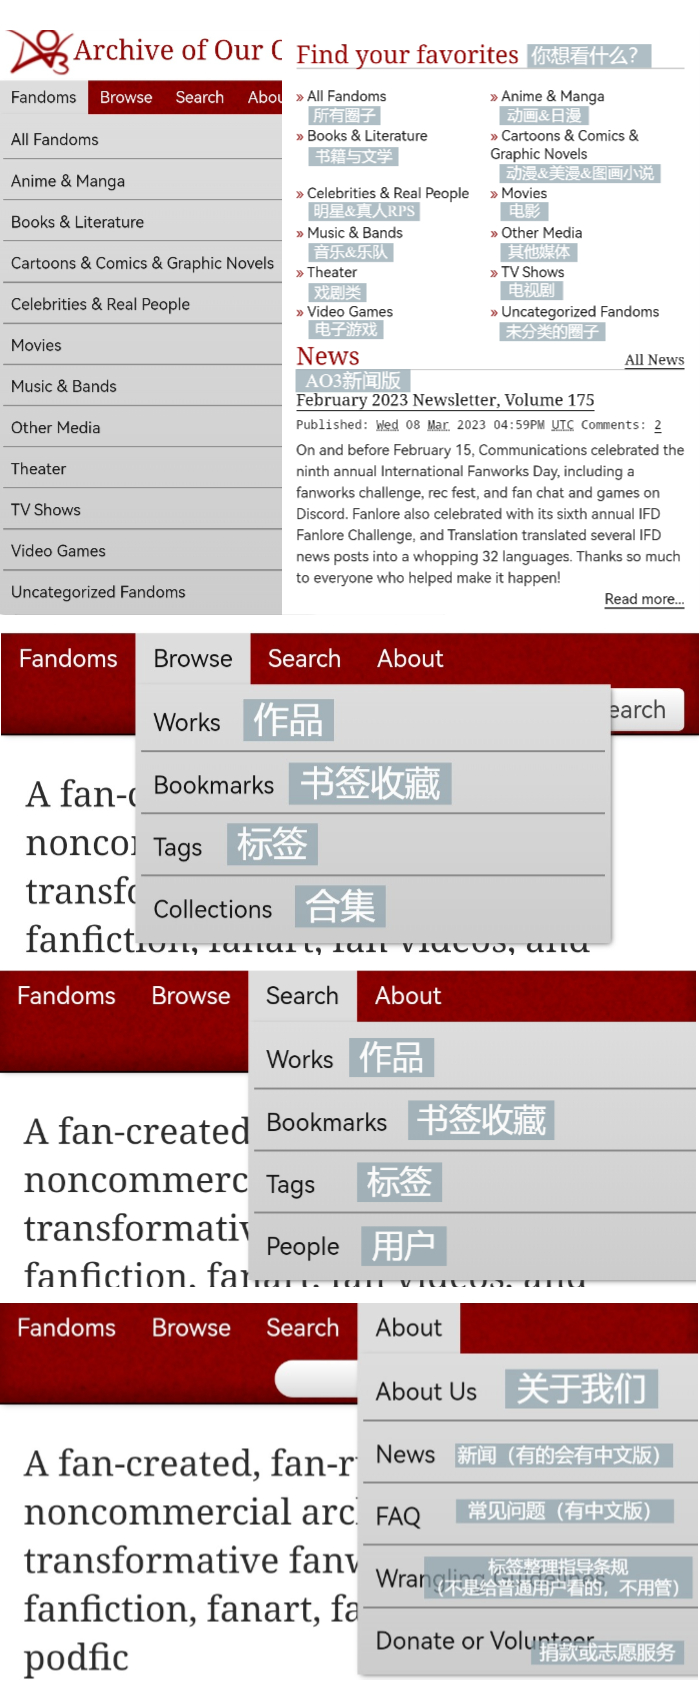 Archive of Our
Fandoms Browse Search Abou
All Fandoms
Anime & Manga
Books & Literature
Cartoons & Comics & Graphic Novels
Celebrities & Real People
Movies
Music & Bands
Other Media
Theater
TV Shows
Video Games
Uncategorized Fandoms
Find your favorites 你想看什么？
» All Fandoms
所有圈子
» Books & Literature
书籍与文学
» Celebrities & Real People
明星&真人RPS
» Music & Bands
音乐&乐队
» Theater
戏剧类
» Video Games
电子游戏
» Anime & Manga
动画&日漫
» Cartoons & Comics &
Graphic Novels
动漫&美漫&图画小说
» Movies
电影
» Other Media
其他媒体
» TV Shows
电视剧
» Uncategorized Fandoms
未分类的圈子
News All News
AO3新闻版
February 2023 Newsletter, Volume 175
Published: Wed 08 Mar 2023 04:59PM UTC Comments: 2
On and before February 15, Communications celebrated the
ninth annual International Fanworks Day, including a
fanworks challenge, rec fest, and fan chat and games on
Discord. Fanlore also celebrated with its sixth annual IFD
Fanlore Challenge, and Translation translated several IFD
news posts into a whopping 32 languages. Thanks so much
to everyone who helped make it happen!
Read more...
Fandoms Browse Search About
earch
Works 作品
Bookmarks 书签收藏
Tags 标签
Collections 合集
A fan-
noncor
transfo
fanfiction, fanart, fan videos, and
Fandoms Browse Search About
Works 作品
Bookmarks 书签收藏
Tags 标签
People 用户
A fan-created
noncommerc
transformativ
fanfiction, fanart, fan videos, and
Fandoms Browse Search About
About Us 关于我们
News 新闻（有的会有中文版）
FAQ 常见问题（有中文版）
Wrangling Guidelines 标签整理指导条规
（不是给普通用户看的，不用管）
Donate or Volunteer 捐款或志愿服务
A fan-created, fan-r
noncommercial arc
transformative fanw
fanfiction, fanart, fa
podfic